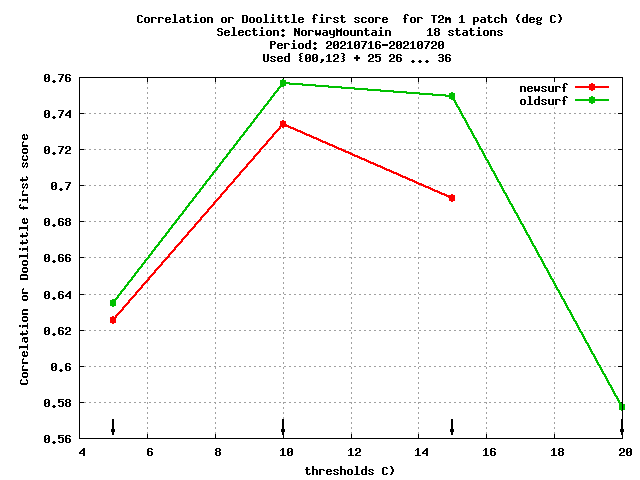 Correlation or Doolittle first score  for T2m 1 patch (deg C)
Selection: NorwayMountain     18 stations
Period: 20210716-20210720
Used {00,12} + 25 26 ... 36
newsurf
oldsurf
Correlation or Doolittle first score
0.76
0.74
0.72
0.7
0.68
0.66
0.64
0.62
0.6
0.58
0.56
4 6 8 10 12 14 16 18 20
thresholds C)